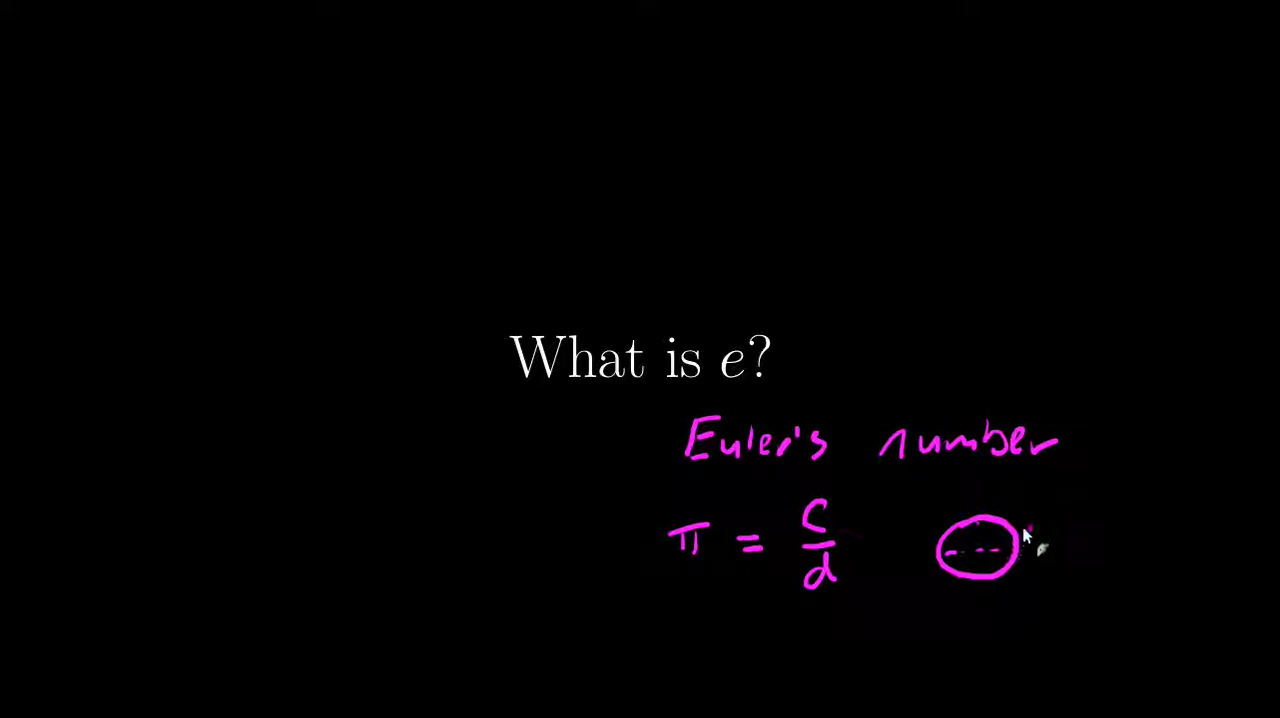 What is e?
Euler's number
π = c/d